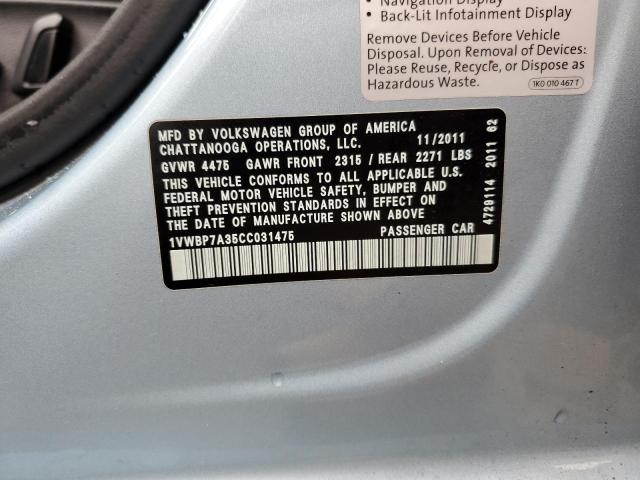 • Navigation Display
• Back-Lit Infotainment Display
Remove Devices Before Vehicle
Disposal. Upon Removal of Devices:
Please Reuse, Recycle, or Dispose as
Hazardous Waste.
1K0 010 467 T
MFD BY VOLKSWAGEN GROUP OF AMERICA
CHATTANOOGA OPERATIONS, LLC. 11/2011
GVWR 4475 GAWR FRONT 2315 / REAR 2271 LBS
THIS VEHICLE CONFORMS TO ALL APPLICABLE U.S.
FEDERAL MOTOR VEHICLE SAFETY, BUMPER AND
THEFT PREVENTION STANDARDS IN EFFECT ON
THE DATE OF MANUFACTURE SHOWN ABOVE
1VWBP7A35CC031475 PASSENGER CAR
4729114 2011 62